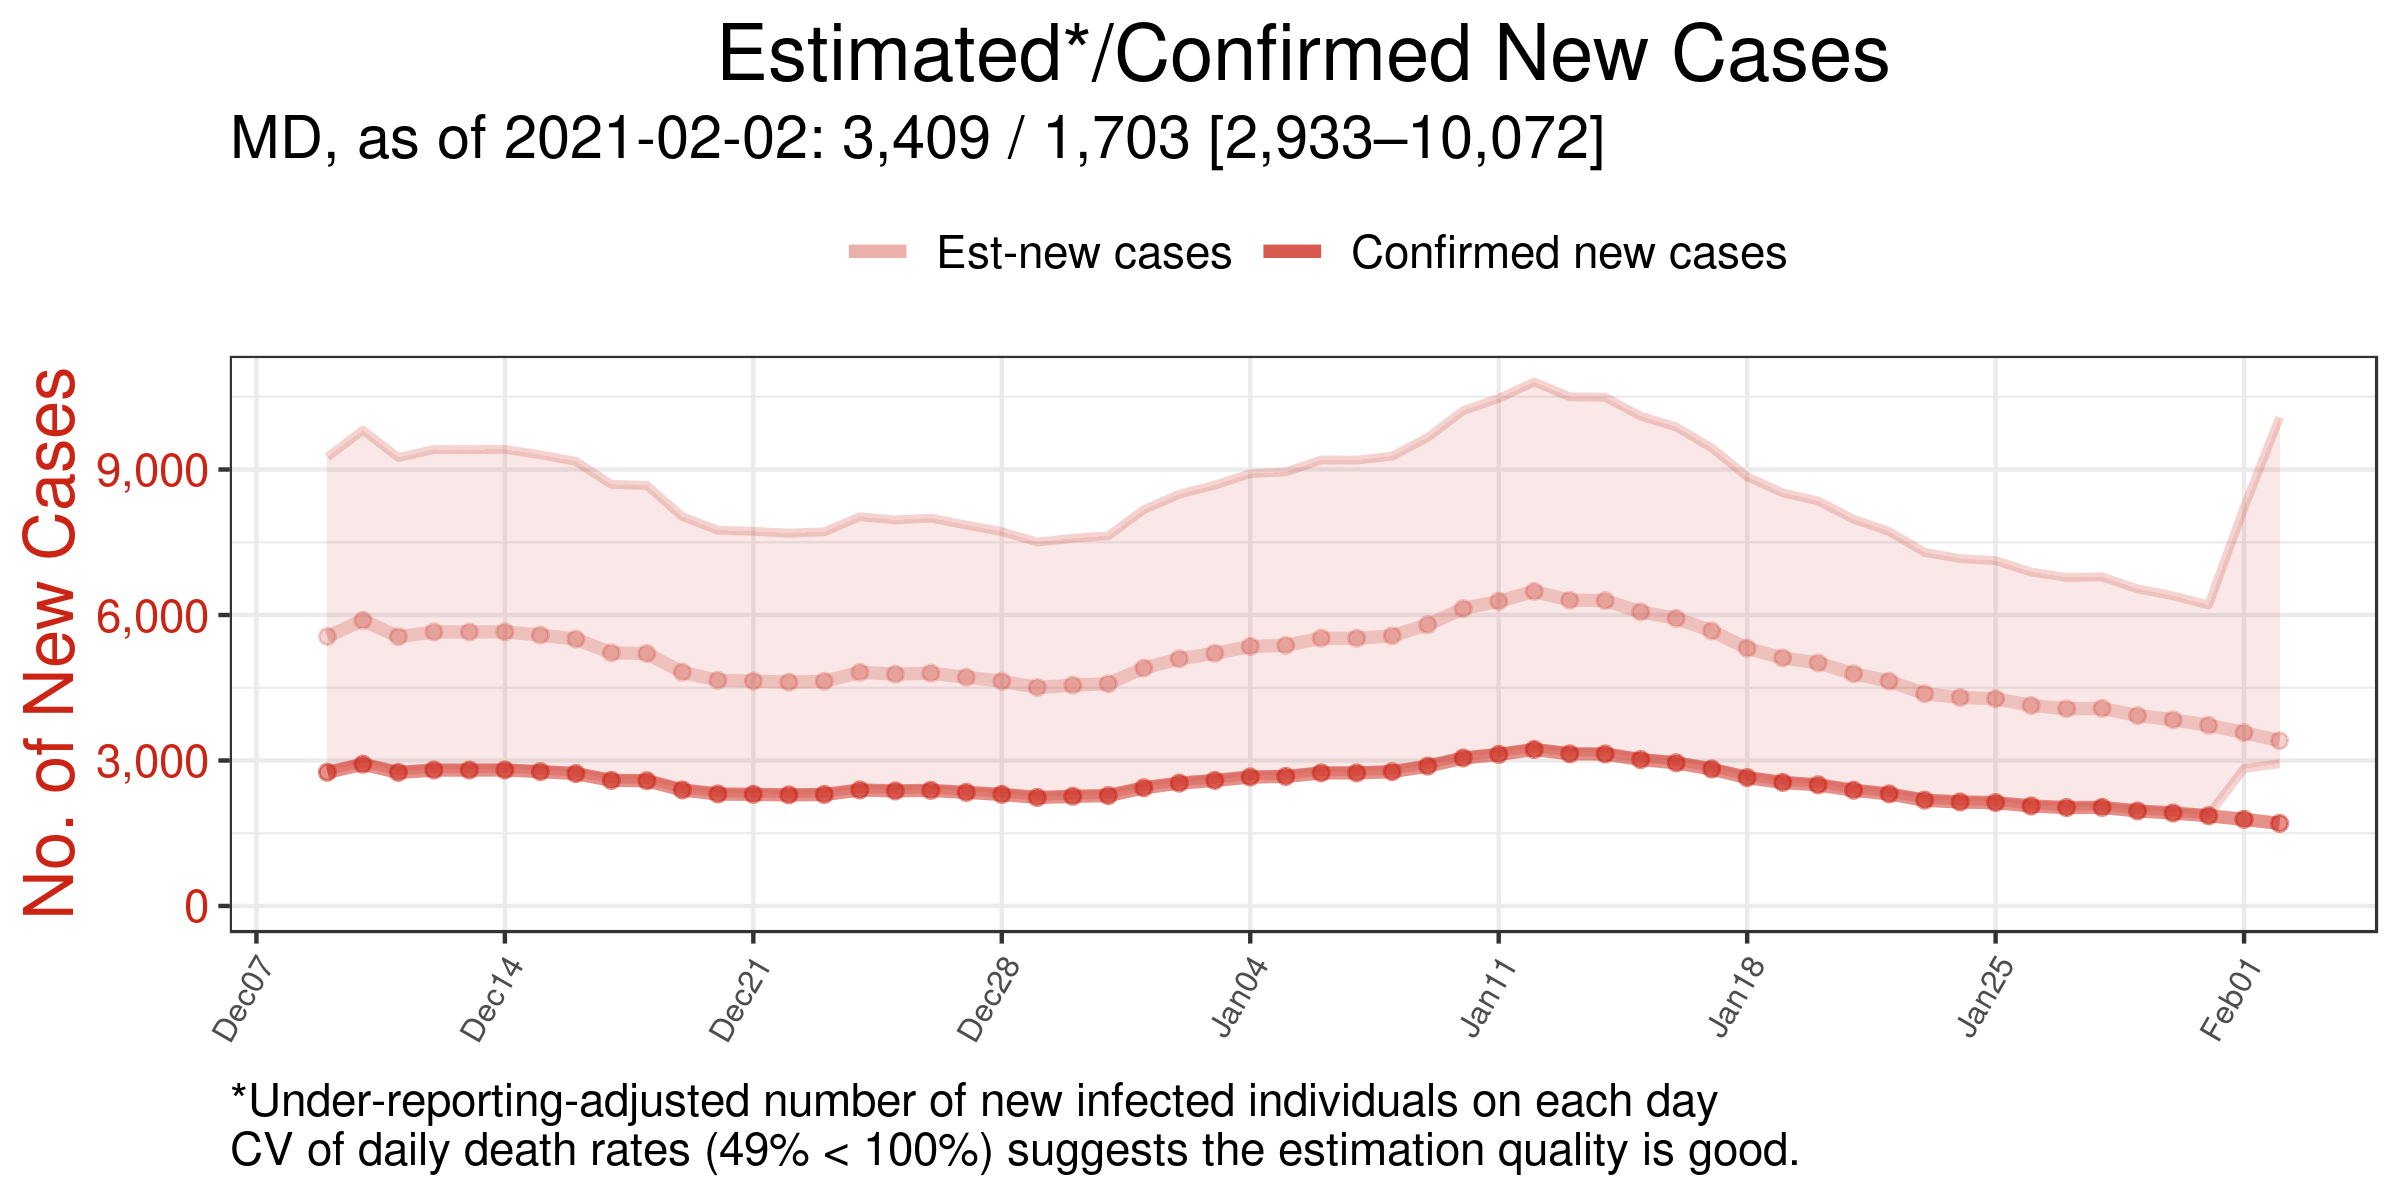 Estimated*/Confirmed New Cases
MD, as of 2021-02-02: 3,409 / 1,703 [2,933–10,072]
Est-new cases
Confirmed new cases
No. of New Cases
9,000
6,000
3,000
0
Dec07
Dec14
Dec21
Dec28
Jan04
Jan11
Jan18
Jan25
Feb01
*Under-reporting-adjusted number of new infected individuals on each day
CV of daily death rates (49% < 100%) suggests the estimation quality is good.